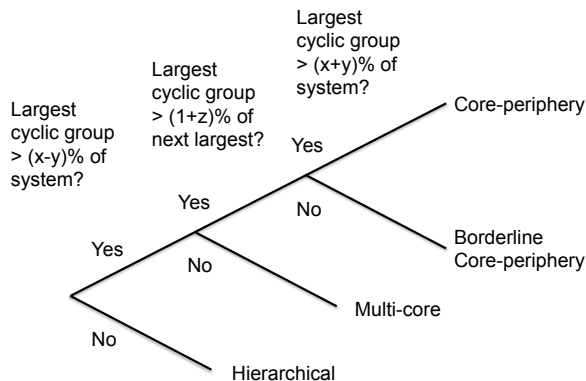 Largest
cyclic group
> (x+y)% of
system?
Largest
cyclic group
> (1+z)% of
next largest?
Largest
cyclic group
> (x-y)% of
system?
Core-periphery
Yes
Yes
No
Borderline
Core-periphery
Yes
No
Multi-core
No
Hierarchical